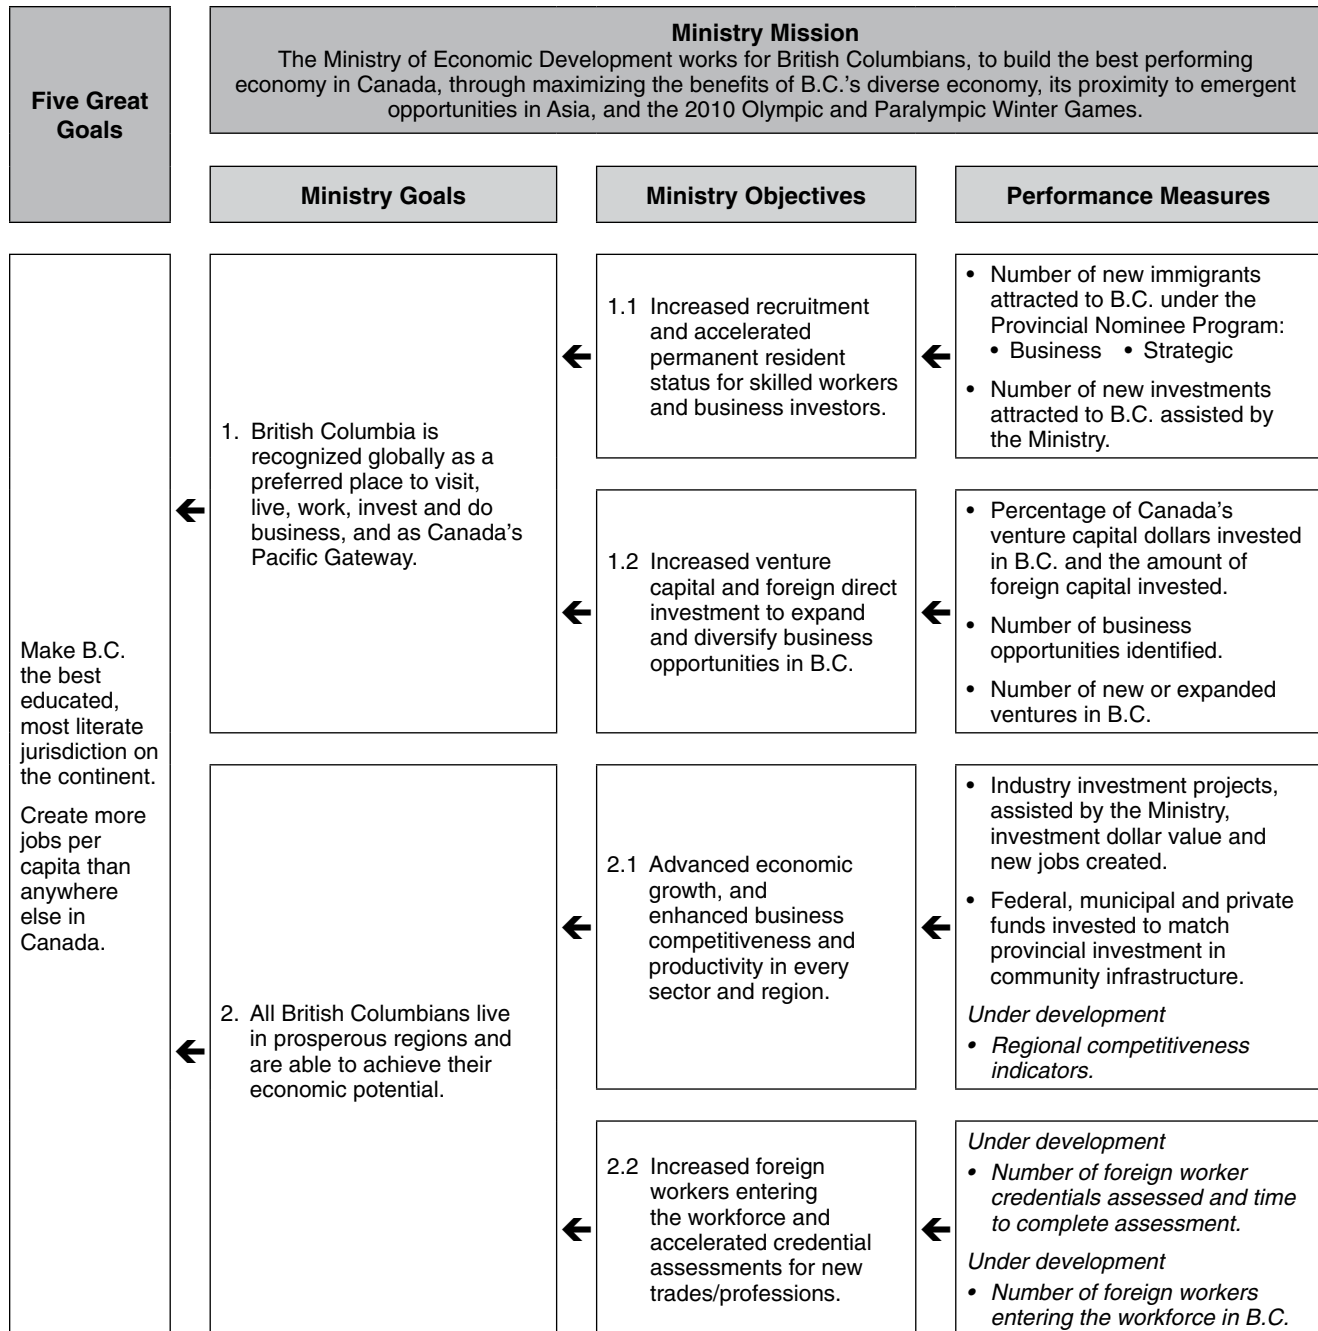 Five Great
Goals
Ministry Mission
The Ministry of Economic Development works for British Columbians, to build the best performing
economy in Canada, through maximizing the benefits of B.C.’s diverse economy, its proximity to emergent
opportunities in Asia, and the 2010 Olympic and Paralympic Winter Games.
Ministry Goals
Ministry Objectives
Performance Measures
Make B.C.
the best
educated,
most literate
jurisdiction on
the continent.
Create more
jobs per
capita than
anywhere
else in
Canada.
1. British Columbia is
recognized globally as a
preferred place to visit,
live, work, invest and do
business, and as Canada’s
Pacific Gateway.
1.1 Increased recruitment
and accelerated
permanent resident
status for skilled workers
and business investors.
• Number of new immigrants
attracted to B.C. under the
Provincial Nominee Program:
• Business • Strategic
• Number of new investments
attracted to B.C. assisted by
the Ministry.
1.2 Increased venture
capital and foreign direct
investment to expand
and diversify business
opportunities in B.C.
• Percentage of Canada’s
venture capital dollars invested
in B.C. and the amount of
foreign capital invested.
• Number of business
opportunities identified.
• Number of new or expanded
ventures in B.C.
2. All British Columbians live
in prosperous regions and
are able to achieve their
economic potential.
2.1 Advanced economic
growth, and
enhanced business
competitiveness and
productivity in every
sector and region.
• Industry investment projects,
assisted by the Ministry,
investment dollar value and
new jobs created.
• Federal, municipal and private
funds invested to match
provincial investment in
community infrastructure.
Under development
• Regional competitiveness
indicators.
2.2 Increased foreign
workers entering
the workforce and
accelerated credential
assessments for new
trades/professions.
Under development
• Number of foreign worker
credentials assessed and time
to complete assessment.
Under development
• Number of foreign workers
entering the workforce in B.C.